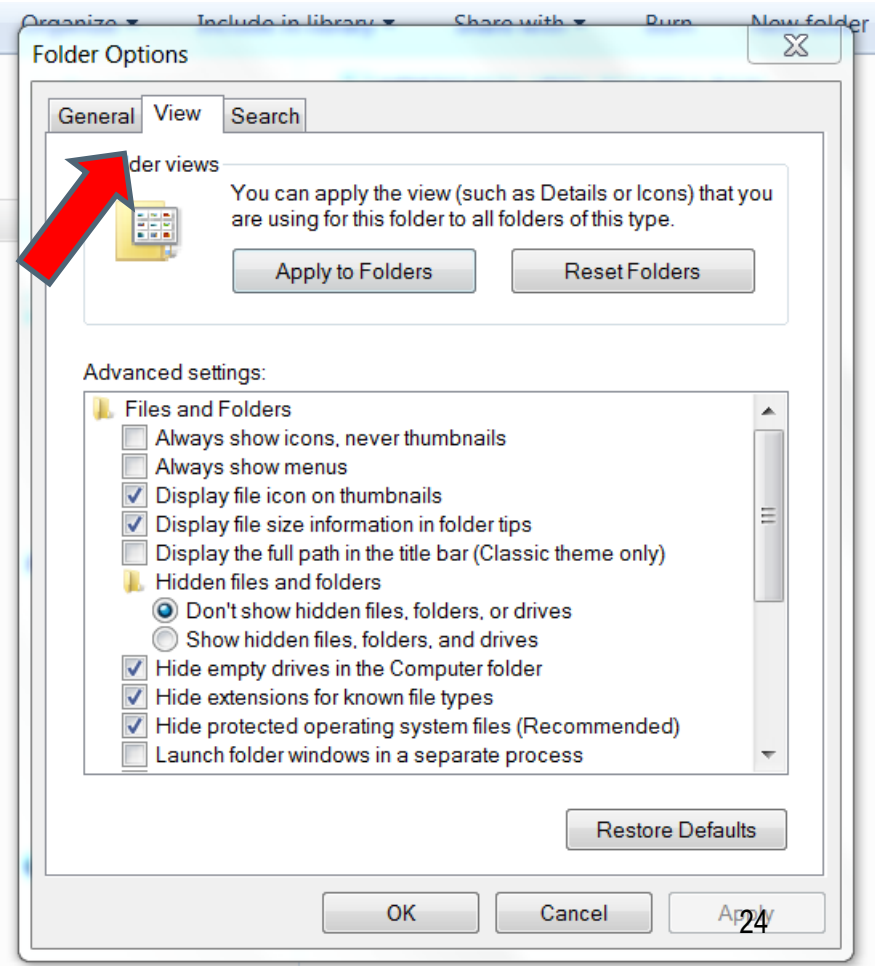 Organize Include in library Share with Burn New folder
Folder Options
General View Search
der views
You can apply the view (such as Details or Icons) that you
are using for this folder to all folders of this type.
Apply to Folders Reset Folders
Advanced settings:
Files and Folders
Always show icons, never thumbnails
Always show menus
Display file icon on thumbnails
Display file size information in folder tips
Display the full path in the title bar (Classic theme only)
Hidden files and folders
Don't show hidden files, folders, or drives
Show hidden files, folders, and drives
Hide empty drives in the Computer folder
Hide extensions for known file types
Hide protected operating system files (Recommended)
Launch folder windows in a separate process
Restore Defaults
OK Cancel Apply
24